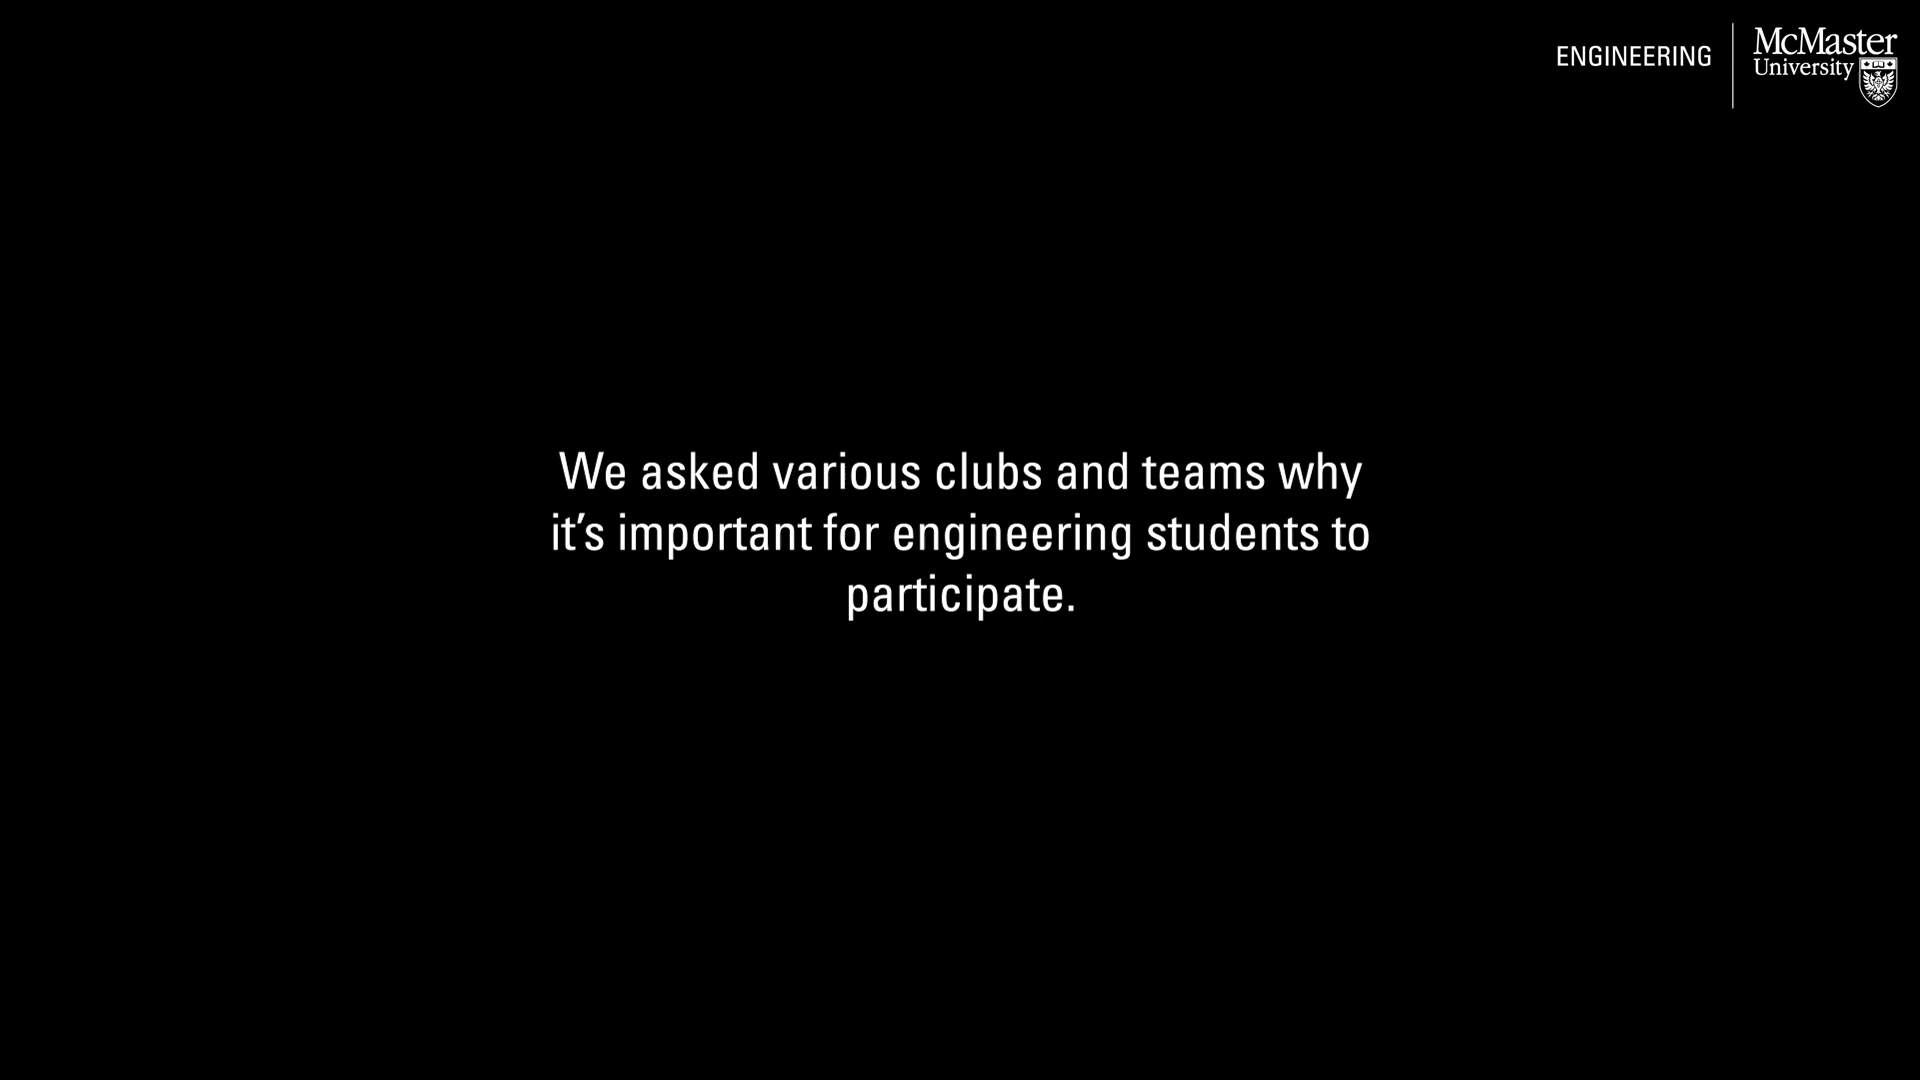 ENGINEERING
McMaster
University
We asked various clubs and teams why
it’s important for engineering students to
participate.